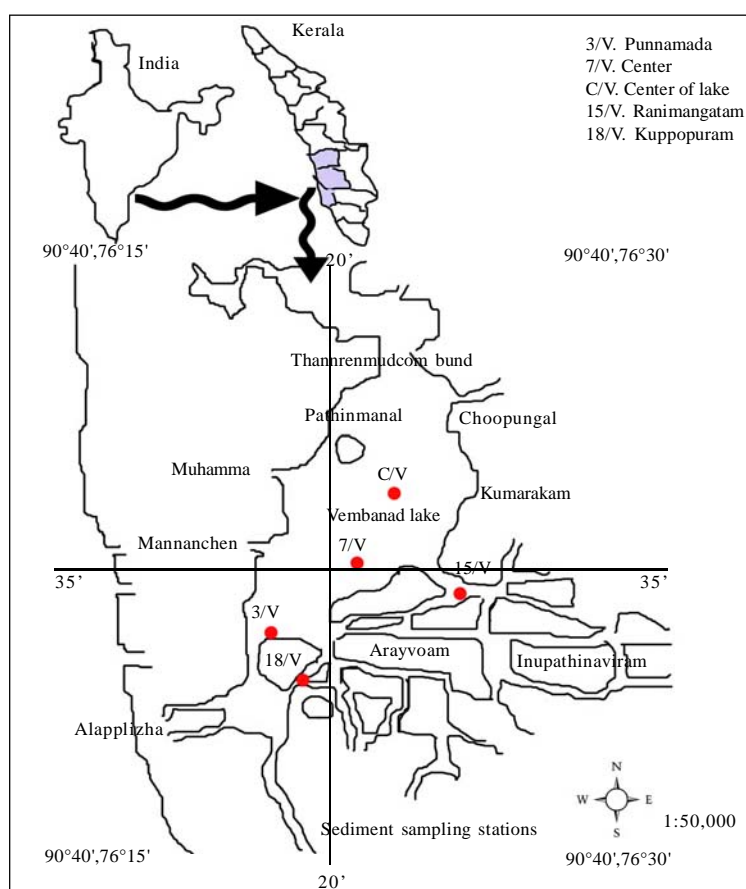 Kerala
India
3/V. Punnamada
7/V. Center
C/V. Center of lake
15/V. Ranimangatam
18/V. Kuppopuram
90°40',76°15'
20'
90°40',76°30'
Thannrenmudcom bund
Pathinmanal
Choopungal
Muhamma
C/V
Kumarakam
Vembanad lake
Mannanchen
7/V
15/V
35'
35'
3/V
Arayvoam
18/V
Inupathinaviram
Alapplizha
N
W
E
S
1:50,000
Sediment sampling stations
90°40',76°15'
90°40',76°30'
20'